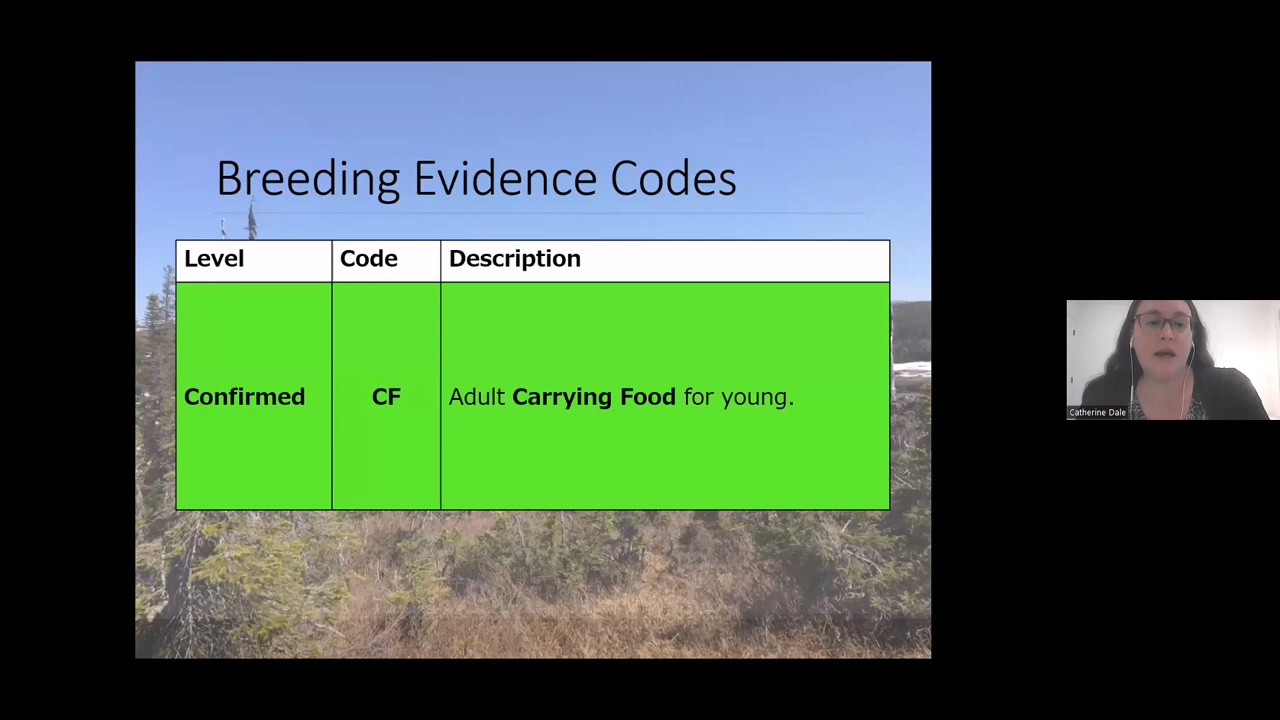 Breeding Evidence Codes
Level Code Description
Confirmed CF Adult Carrying Food for young.
Catherine Dale